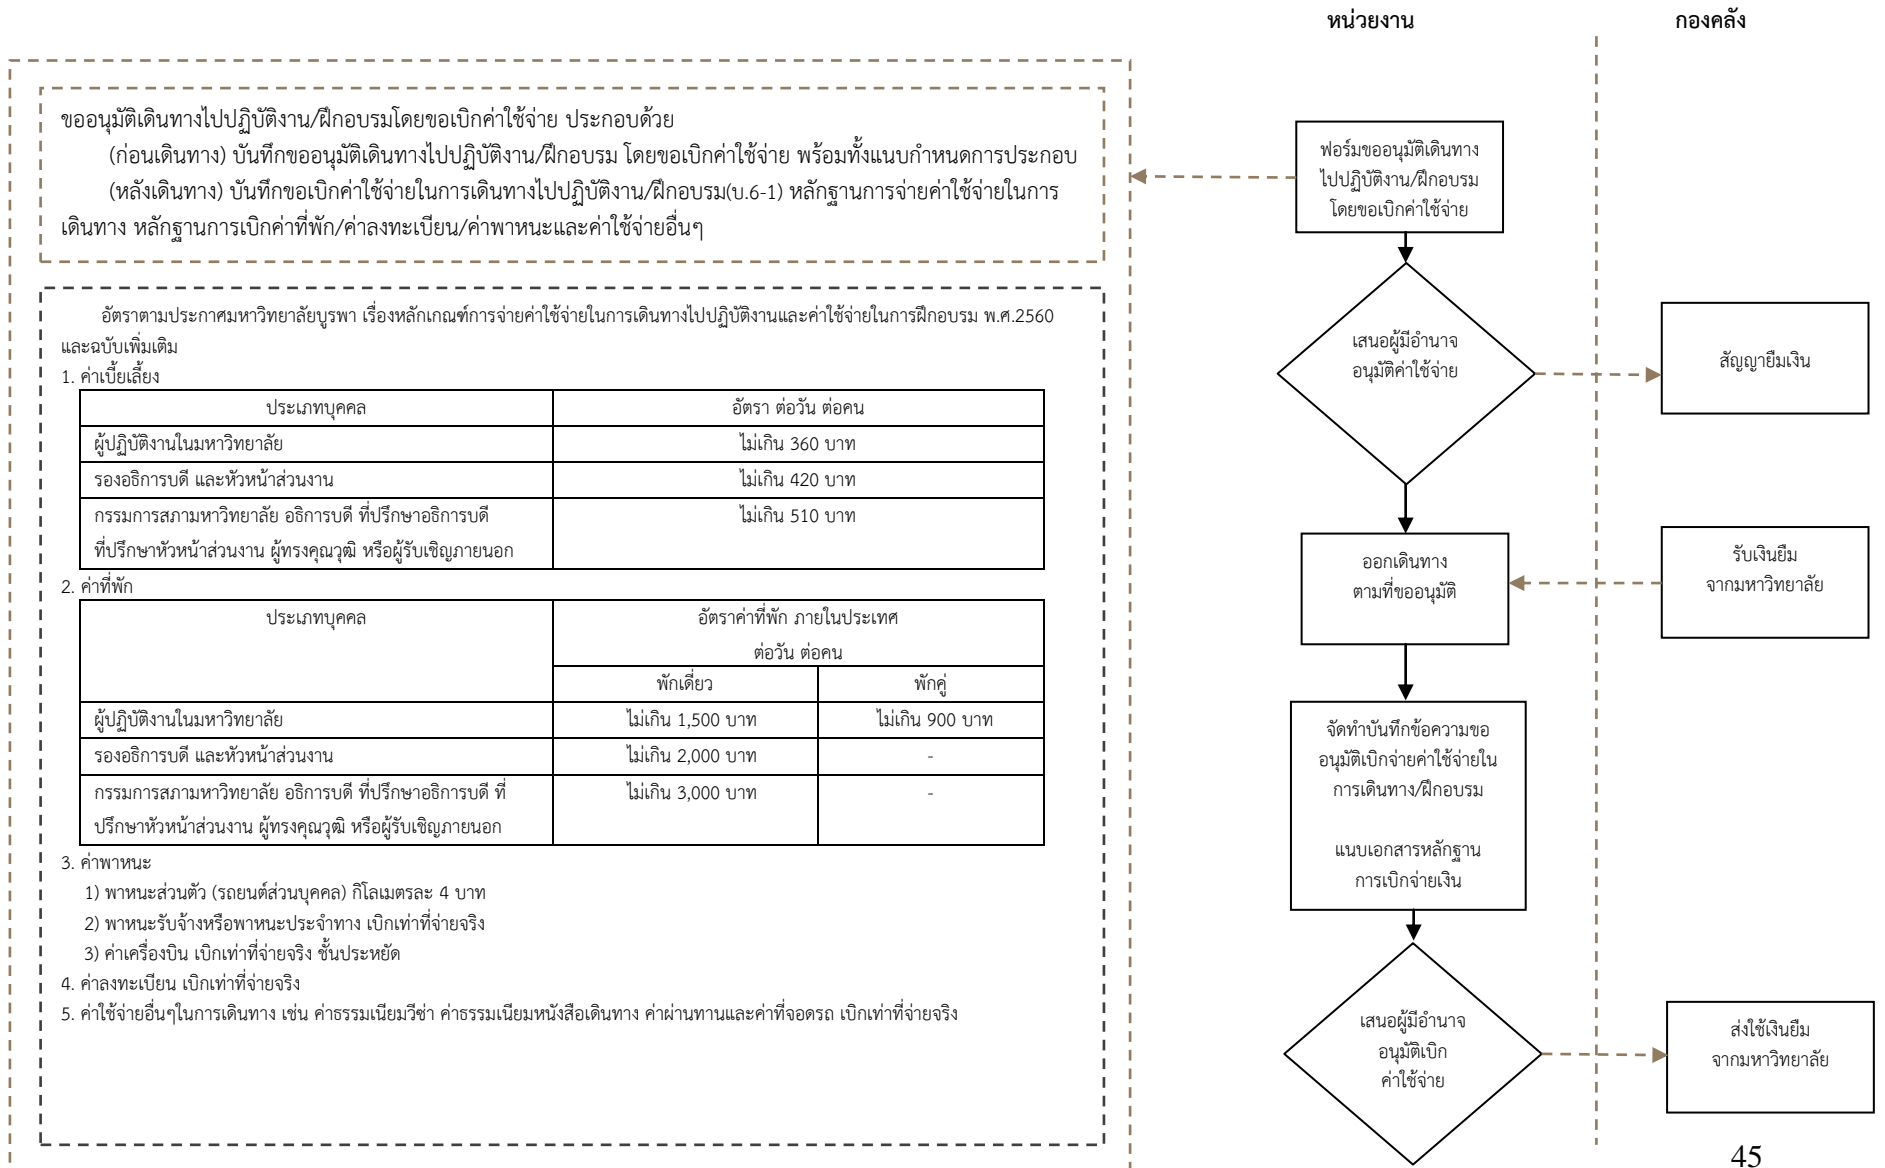 หน่วยงาน
กองคลัง
ขออนุมัติเดินทางไปปฏิบัติงาน/ฝึกอบรมโดยขอเบิกค่าใช้จ่าย ประกอบด้วย
(ก่อนเดินทาง) บันทึกขออนุมัติเดินทางไปปฏิบัติงาน/ฝึกอบรม โดยขอเบิกค่าใช้จ่าย พร้อมทั้งแนบกำหนดการประกอบ
(หลังเดินทาง) บันทึกขอเบิกค่าใช้จ่ายในการเดินทางไปปฏิบัติงาน/ฝึกอบรม(บ.6-1) หลักฐานการจ่ายค่าใช้จ่ายในการ
เดินทาง หลักฐานการเบิกค่าที่พัก/ค่าลงทะเบียน/ค่าพาหนะและค่าใช้จ่ายอื่นๆ
อัตราตามประกาศมหาวิทยาลัยบูรพา เรื่องหลักเกณฑ์การจ่ายค่าใช้จ่ายในการเดินทางไปปฏิบัติงานและค่าใช้จ่ายในการฝึกอบรม พ.ศ.2560
และฉบับเพิ่มเติม
1. ค่าเบี้ยเลี้ยง
ประเภทบุคคล อัตรา ต่อวัน ต่อคน
ผู้ปฏิบัติงานในมหาวิทยาลัย ไม่เกิน 360 บาท
รองอธิการบดี และหัวหน้าส่วนงาน ไม่เกิน 420 บาท
กรรมการสภามหาวิทยาลัย อธิการบดี ที่ปรึกษาอธิการบดี ไม่เกิน 510 บาท
ที่ปรึกษาหัวหน้าส่วนงาน ผู้ทรงคุณวุฒิ หรือผู้รับเชิญภายนอก
2. ค่าที่พัก
ประเภทบุคคล อัตราค่าที่พัก ภายในประเทศ
ต่อวัน ต่อคน
พักเดี่ยว พักคู่
ผู้ปฏิบัติงานในมหาวิทยาลัย ไม่เกิน 1,500 บาท ไม่เกิน 900 บาท
รองอธิการบดี และหัวหน้าส่วนงาน ไม่เกิน 2,000 บาท -
กรรมการสภามหาวิทยาลัย อธิการบดี ที่ปรึกษาอธิการบดี ที่ ไม่เกิน 3,000 บาท -
ปรึกษาหัวหน้าส่วนงาน ผู้ทรงคุณวุฒิ หรือผู้รับเชิญภายนอก
3. ค่าพาหนะ
1) พาหนะส่วนตัว (รถยนต์ส่วนบุคคล) กิโลเมตรละ 4 บาท
2) พาหนะรับจ้างหรือพาหนะประจำทาง เบิกเท่าที่จ่ายจริง
3) ค่าเครื่องบิน เบิกเท่าที่จ่ายจริง ชั้นประหยัด
4. ค่าลงทะเบียน เบิกเท่าที่จ่ายจริง
5. ค่าใช้จ่ายอื่นๆในการเดินทาง เช่น ค่าธรรมเนียมวีซ่า ค่าธรรมเนียมหนังสือเดินทาง ค่าผ่านทานและค่าที่จอดรถ เบิกเท่าที่จ่ายจริง
ฟอร์มขออนุมัติเดินทาง
ไปปฏิบัติงาน/ฝึกอบรม
โดยขอเบิกค่าใช้จ่าย
เสนอผู้มีอำนาจ
อนุมัติค่าใช้จ่าย
สัญญายืมเงิน
ออกเดินทาง
ตามที่ขออนุมัติ
รับเงินยืม
จากมหาวิทยาลัย
จัดทำบันทึกข้อความขอ
อนุมัติเบิกจ่ายค่าใช้จ่ายใน
การเดินทาง/ฝึกอบรม
แนบเอกสารหลักฐาน
การเบิกจ่ายเงิน
เสนอผู้มีอำนาจ
อนุมัติเบิก
ค่าใช้จ่าย
ส่งใช้เงินยืม
จากมหาวิทยาลัย
45